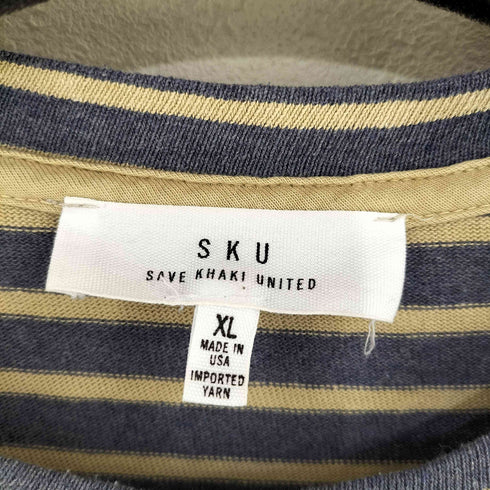 SKU
SAVE KHAKI UNITED
XL
MADE IN
USA
IMPORTED
YARN